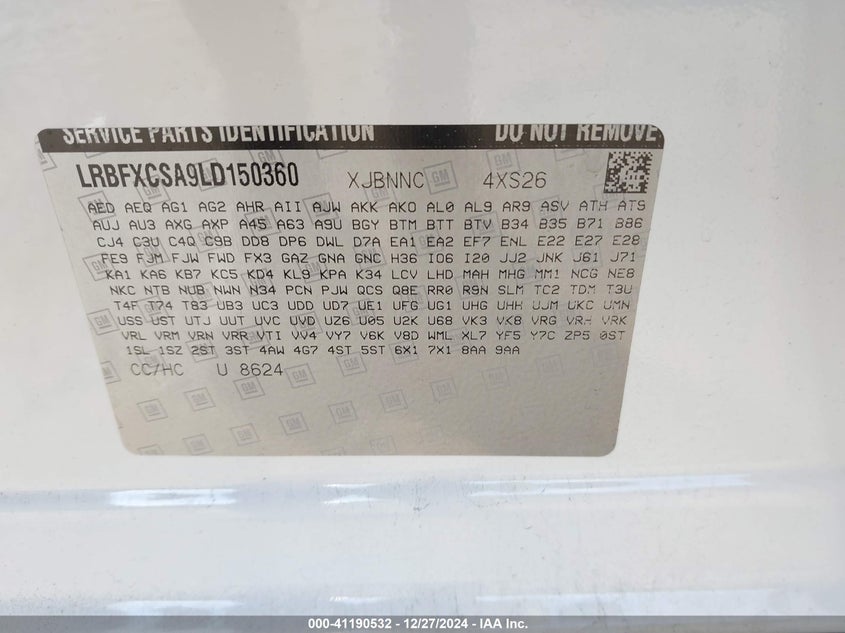 SERVICE PARTS IDENTIFICATION DO NOT REMOVE
LRBFXCSA9LD150360 XJBNNC 4XS26
AED AEQ AG1 AG2 AHR AII AJW AKK AKO AL0 AL9 AR9 ASV ATH ATS
AUJ AU3 AXG AXP A45 A63 A9U BGY BTM BTT BTV B34 B35 B71 B86
CJ4 C3U C4Q C9B DD8 DP6 DWL D7A EA1 EA2 EF7 ENL E22 E27 E28
FE9 FJM FJW FWD FX3 GAZ GNA GNC H36 IO6 I20 JJ2 JNK J61 J71
KA1 KA6 KB7 KC5 KD4 KL9 KPA K34 LCV LHD MAH MHG MM1 NCG NE8
NKC NTB NUB NWN N34 PCN PJW QCS Q8E RR0 R9N SLM TC2 TDM T3U
T4F T74 T83 UB3 UC3 UDD UD7 UE1 UFG UG1 UHG UHH UJM UKC UMN
USS UST UTJ UUT UVC UVD UZ6 U05 U2K U68 VK3 VK8 VRG VRH VRK
VRL VRM VRN VRR VTI VV4 VY7 V6K V8D WML XL7 YF5 Y7C ZP5 0ST
1SL 1SZ 2ST 3ST 4AW 4G7 4ST 5ST 6X1 7X1 8AA 9AA
CC/HC U 8624
GM
000-41190532 - 12/27/2024 - IAA Inc.